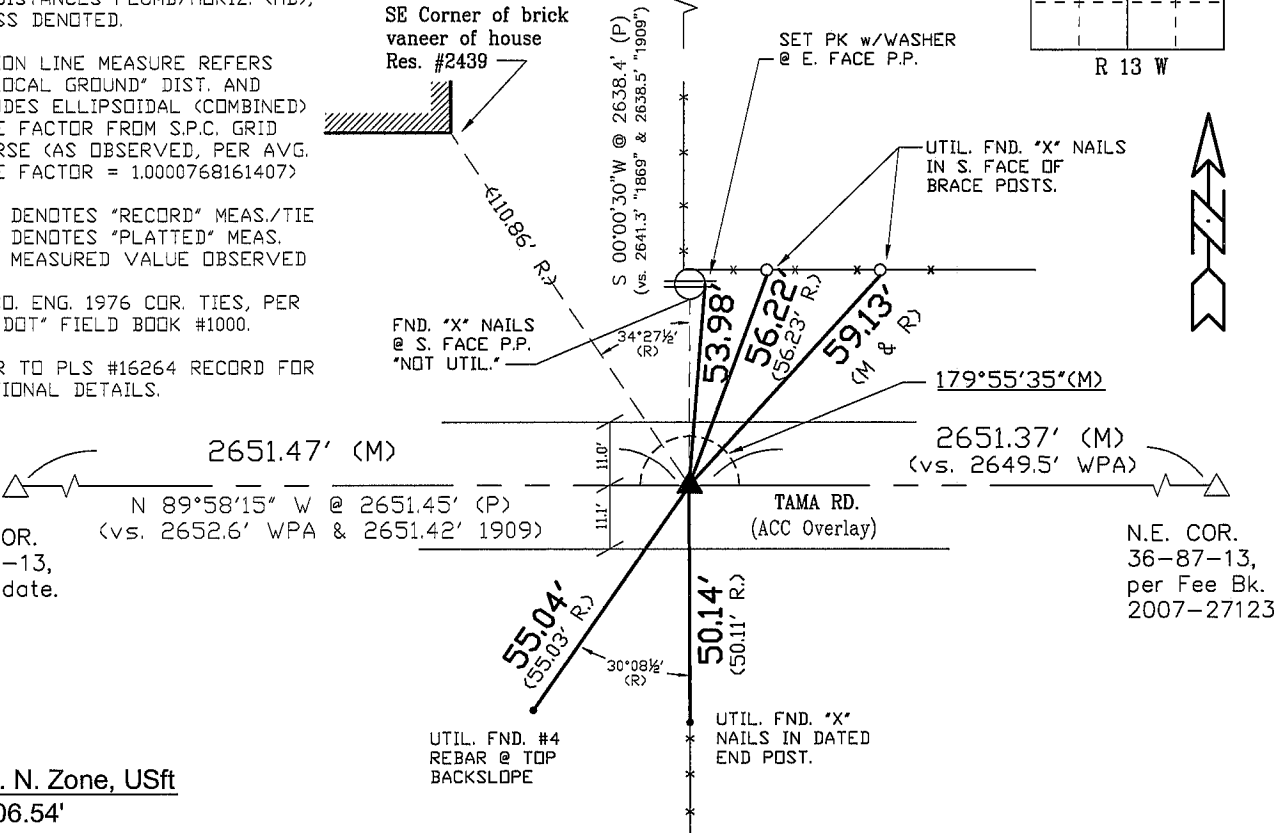 DISTANCES PLUMB/HORIZ. (MD),
SS DENOTED.
ON LINE MEASURE REFERS
OCAL GROUND" DIST. AND
DES ELLIPSOIDAL (COMBINED)
E FACTOR FROM S.P.C. GRID
RSE (AS OBSERVED, PER AVG.
E FACTOR = 1.0000768161407)
DENOTES "RECORD" MEAS./TIE
DENOTES "PLATTED" MEAS.
MEASURED VALUE OBSERVED
O. ENG. 1976 COR. TIES, PER
DOT" FIELD BOOK #1000.
R TO PLS #16264 RECORD FOR
IONAL DETAILS.
SE Corner of brick
vaneer of house
Res. #2439
(110.86' R.)
S 00°00'30"W @ 2638.4' (P)
(vs. 2641.3' "1869" & 2638.5' "1909")
SET PK w/WASHER
@ E. FACE P.P.
R 13 W
UTIL. FND. "X" NAILS
IN S. FACE OF
BRACE POSTS.
N
FND. "X" NAILS
@ S. FACE P.P.
"NOT UTIL."
34°27½'
(R)
53.98'
56.22'
(56.23' R.)
59.13'
(M & R)
179°55'35"(M)
2651.47' (M)
N 89°58'15" W @ 2651.45' (P)
(vs. 2652.6' WPA & 2651.42' 1909)
11.0'
11.1'
TAMA RD.
(ACC Overlay)
2651.37' (M)
(vs. 2649.5' WPA)
OR.
-13,
date.
N.E. COR.
36-87-13,
per Fee Bk.
2007-27123
55.04'
(55.03' R.)
30°08½'
(R)
50.14'
(50.11' R.)
UTIL. FND. #4
REBAR @ TOP
BACKSLOPE
UTIL. FND. "X"
NAILS IN DATED
END POST.
. N. Zone, USft
06.54'